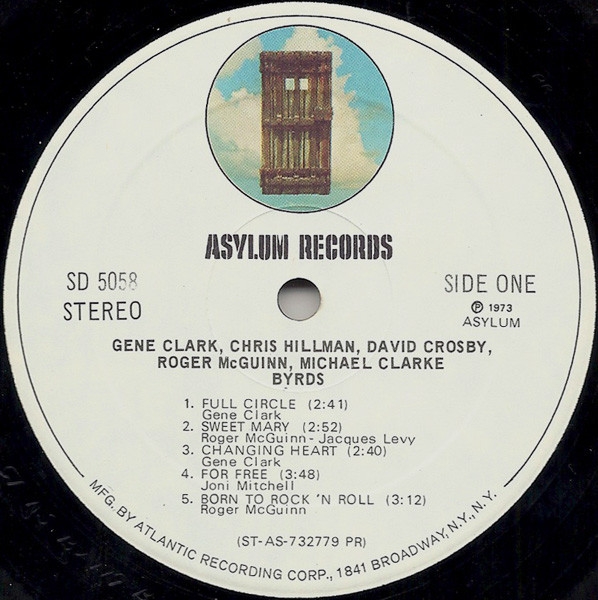 ASYLUM RECORDS
SD 5058
STEREO
SIDE ONE
Ⓟ 1973
ASYLUM
GENE CLARK, CHRIS HILLMAN, DAVID CROSBY,
ROGER McGUINN, MICHAEL CLARKE
BYRDS
1. FULL CIRCLE (2:41)
Gene Clark
2. SWEET MARY (2:52)
Roger McGuinn-Jacques Levy
3. CHANGING HEART (2:40)
Gene Clark
4. FOR FREE (3:48)
Joni Mitchell
5. BORN TO ROCK 'N ROLL (3:12)
Roger McGuinn
(ST-AS-732779 PR)
MFG. BY ATLANTIC RECORDING CORP., 1841 BROADWAY, N.Y., N.Y.